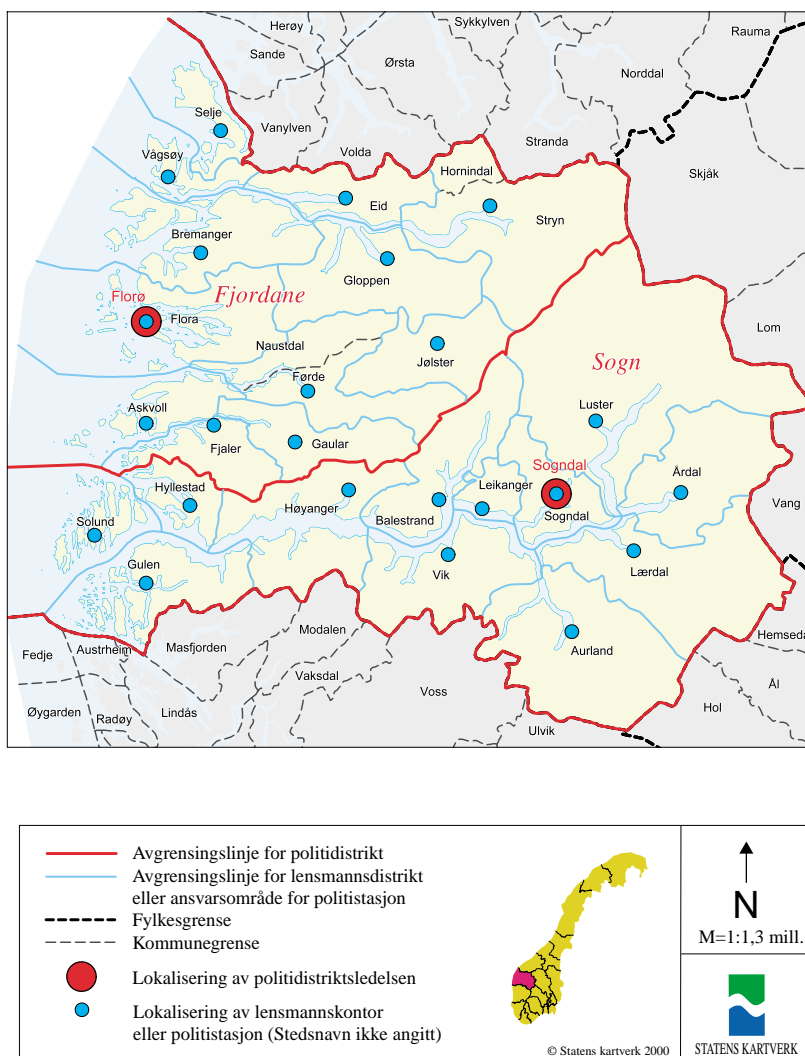 Herøy
Sykkylven
Rauma
Sande
Ørsta
Norddal
Selje
Vanylven
Volda
Stranda
Vågsøy
Hornindal
Skjåk
Eid
Stryn
Bremanger
Gloppen
Florø
Fjordane
Flora
Naustdal
Lom
Jølster
Sogn
Førde
Askvoll
Luster
Fjaler
Gaular
Sogndal
Årdal
Leikanger
Hyllestad
Høyanger
Vang
Balestrand
Sogndal
Solund
Gulen
Vik
Lærdal
Modalen
Hemseda
Fedje
Austrheim
Masfjorden
Aurland
Vaksdal
Ål
Voss
Hol
Øygarden
Radøy
Lindås
Ulvik
Avgrensingslinje for politidistrikt
Avgrensingslinje for lensmannsdistrikt
eller ansvarsområde for politistasjon
Fylkesgrense
Kommunegrense
Lokalisering av politidistriktsledelsen
Lokalisering av lensmannskontor
eller politistasjon (Stedsnavn ikke angitt)
© Statens kartverk 2000
N
M=1:1,3 mill.
STATENS KARTVERK